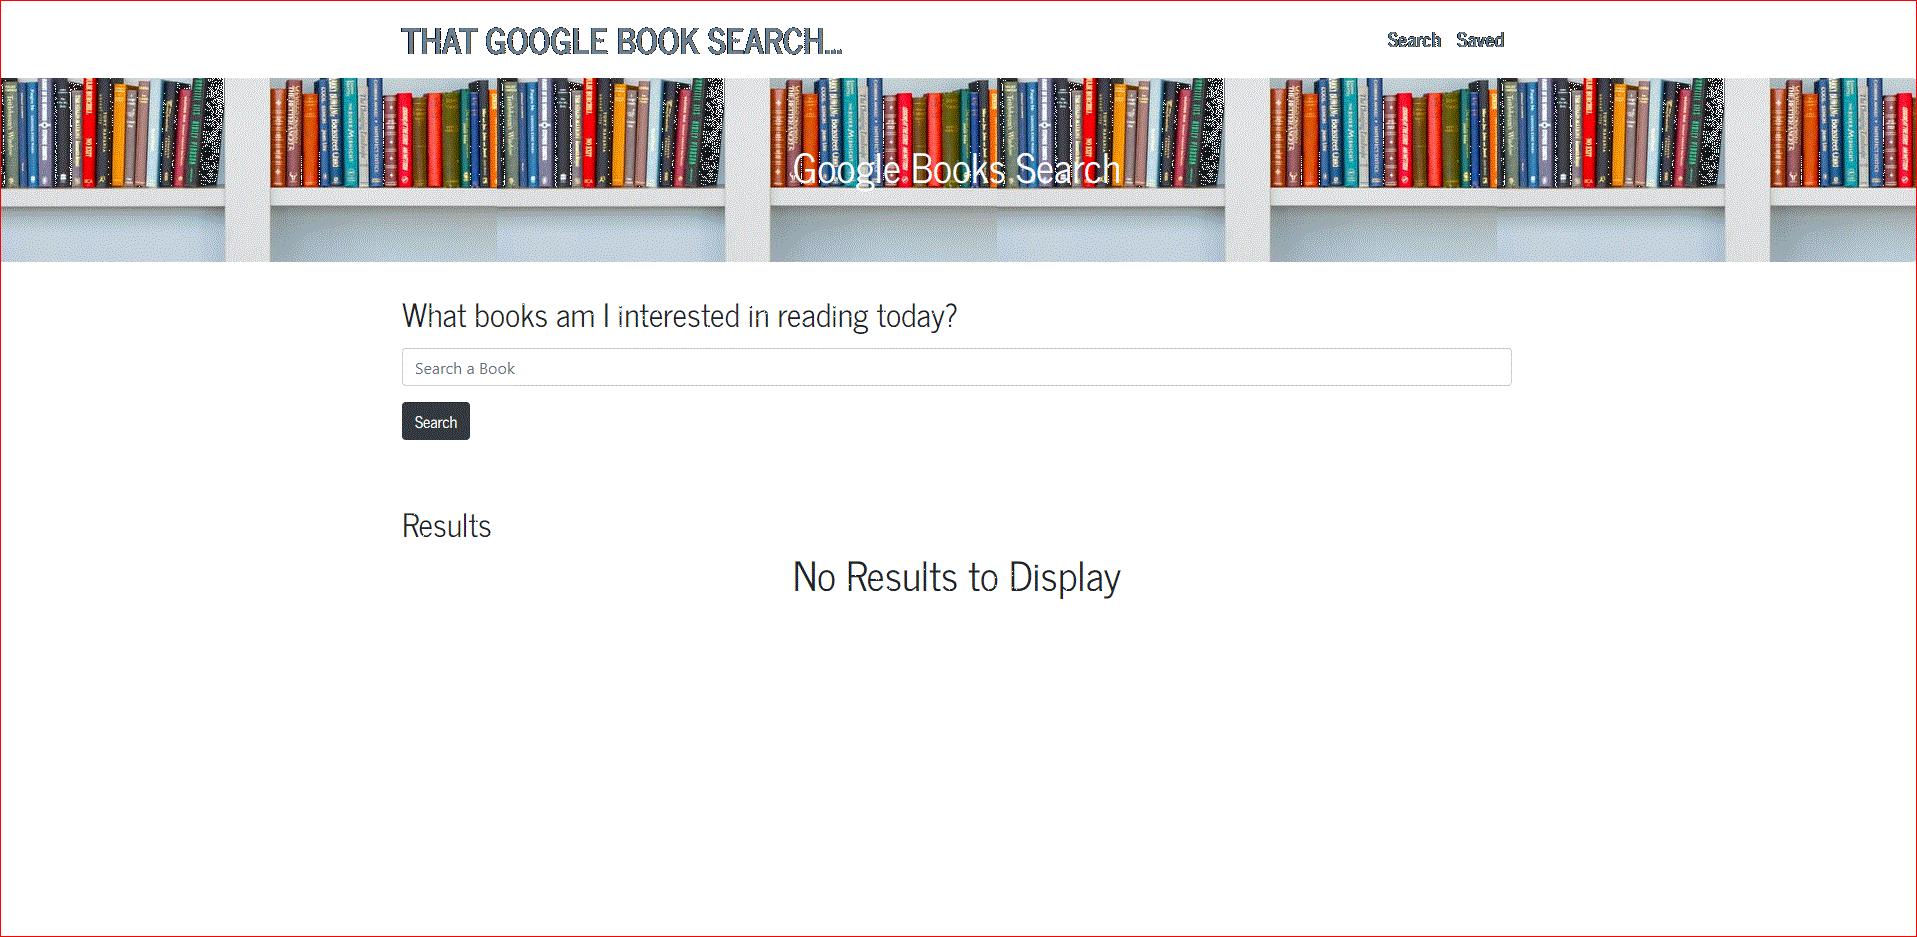 THAT GOOGLE BOOK SEARCH...
Search Saved
Google Books Search
What books am I interested in reading today?
Search a Book
Search
Results
No Results to Display